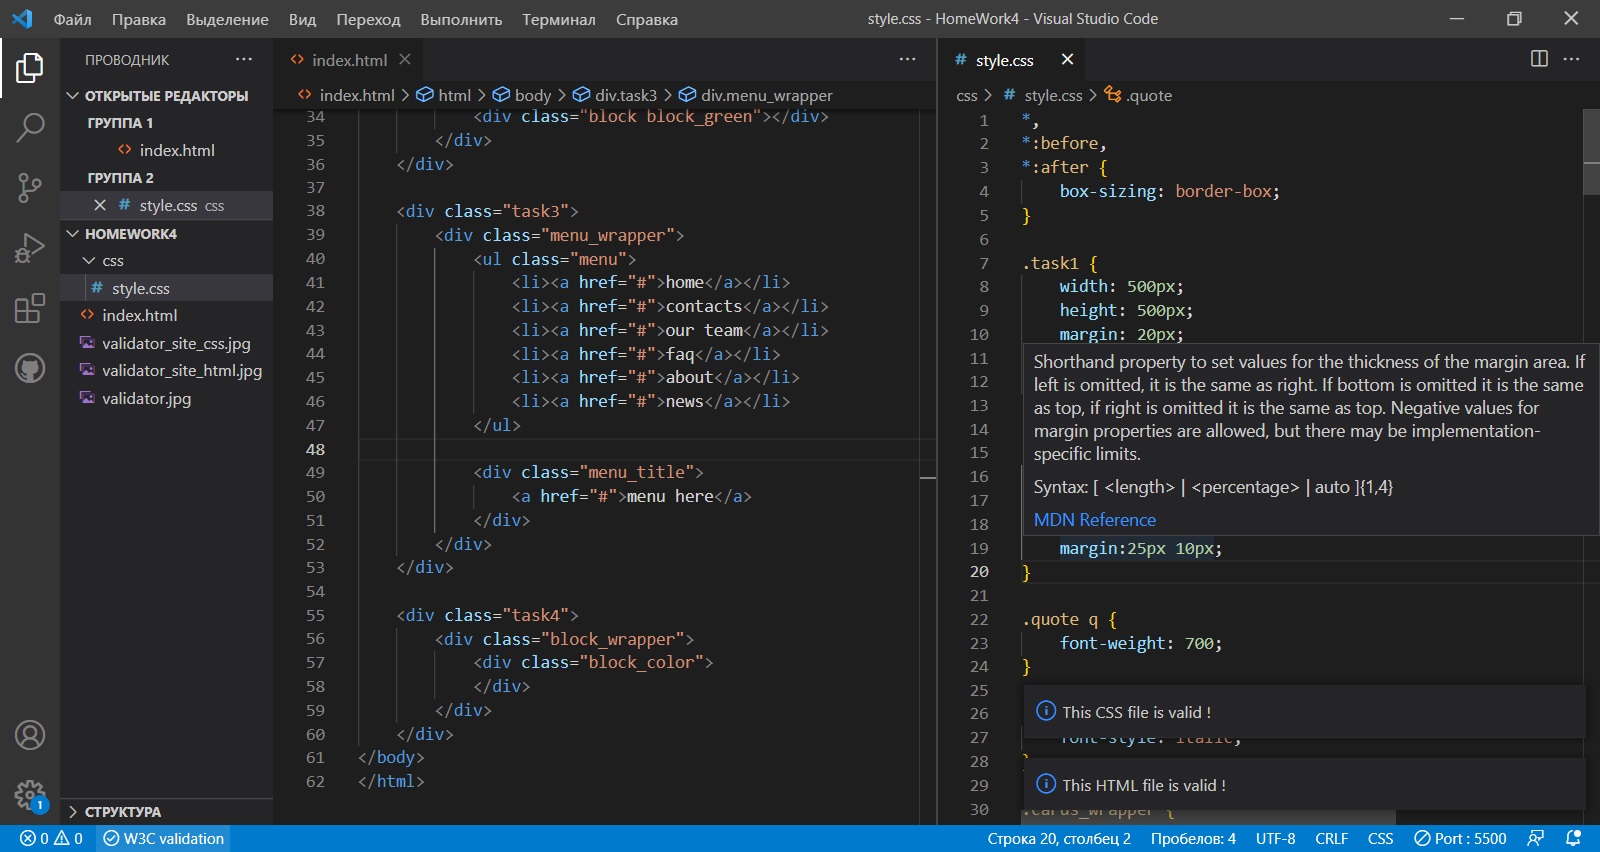 Файл Правка Выделение Вид Переход Выполнить Терминал Справка
style.css - HomeWork4 - Visual Studio Code
ПРОВОДНИК ···
ОТКРЫТЫЕ РЕДАКТОРЫ
ГРУППА 1
index.html
ГРУППА 2
style.css css
HOMEWORK4
css
style.css
index.html
validator_site_css.jpg
validator_site_html.jpg
validator.jpg
СТРУКТУРА
index.html
index.html > html > body > div.task3 > div.menu_wrapper
34 <div class="block block_green"></div>
35 </div>
36 </div>
37
38 <div class="task3">
39 <div class="menu_wrapper">
40 <ul class="menu">
41 <li><a href="#">home</a></li>
42 <li><a href="#">contacts</a></li>
43 <li><a href="#">our team</a></li>
44 <li><a href="#">faq</a></li>
45 <li><a href="#">about</a></li>
46 <li><a href="#">news</a></li>
47 </ul>
48
49 <div class="menu_title">
50 <a href="#">menu here</a>
51 </div>
52 </div>
53 </div>
54
55 <div class="task4">
56 <div class="block_wrapper">
57 <div class="block_color">
58 </div>
59 </div>
60 </div>
61 </body>
62 </html>
style.css
css > style.css > .quote
1 *,
2 *:before,
3 *:after {
4 box-sizing: border-box;
5 }
6
7 .task1 {
8 width: 500px;
9 height: 500px;
10 margin: 20px;
11
12
13
14
15
16
17
18
Shorthand property to set values for the thickness of the margin area. If
left is omitted, it is the same as right. If bottom is omitted it is the same
as top, if right is omitted it is the same as top. Negative values for
margin properties are allowed, but there may be implementation-
specific limits.
Syntax: [ <length> | <percentage> | auto ]{1,4}
MDN Reference
19 margin:25px 10px;
20 }
21
22 .quote q {
23 font-weight: 700;
24 }
25
26
This CSS file is valid !
27 font-style: italic;
28 }
29
This HTML file is valid !
30 .carus_wrapper {
0 0 W3C validation
Строка 20, столбец 2 Пробелов: 4 UTF-8 CRLF CSS Port : 5500
1